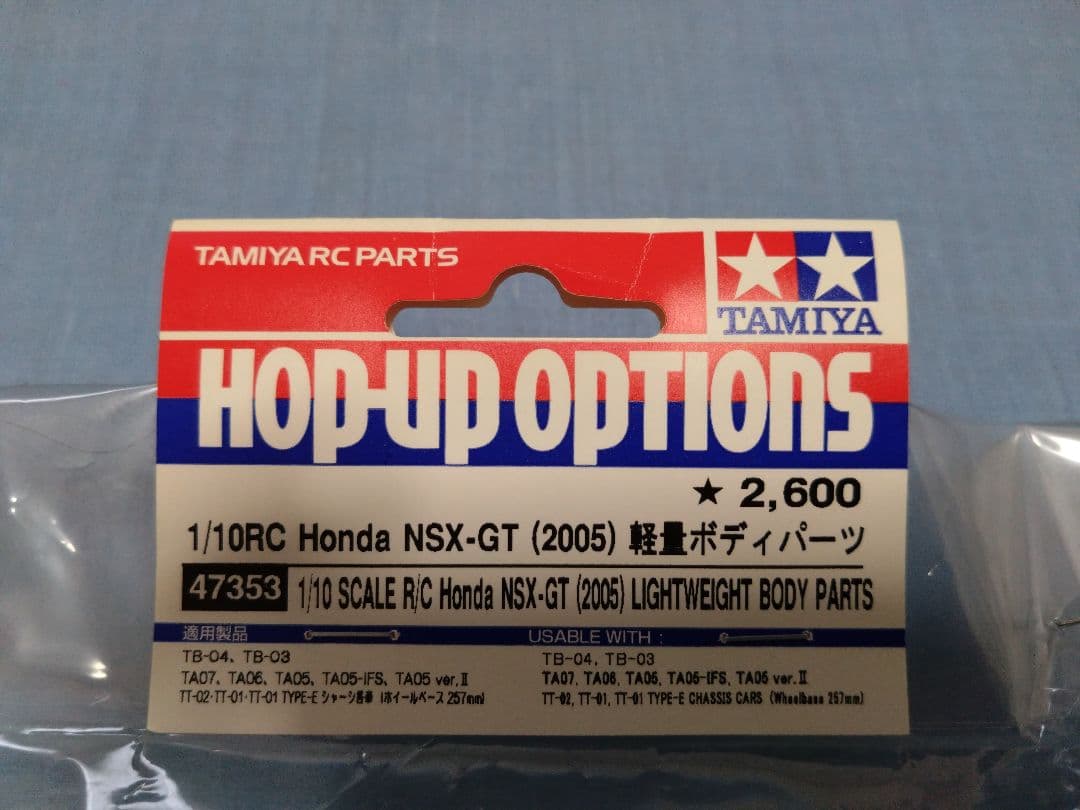 TAMIYA RC PARTS
TAMIYA
HOP-UP OPTIONS
★ 2,600
1/10RC Honda NSX-GT (2005) 軽量ボディパーツ
47353 1/10 SCALE R/C Honda NSX-GT (2005) LIGHTWEIGHT BODY PARTS
適用製品
TB-04、TB-03
TA07、TA06、TA05、TA05-IFS、TA05 ver.Ⅱ
TT-02・TT-01・TT-01 TYPE-E シャーシ各車 (ホイールベース 257mm)
USABLE WITH :
TB-04, TB-03
TA07, TA06, TA05, TA05-IFS, TA05 ver.Ⅱ
TT-02, TT-01, TT-01 TYPE-E CHASSIS CARS (Wheelbase 257mm)